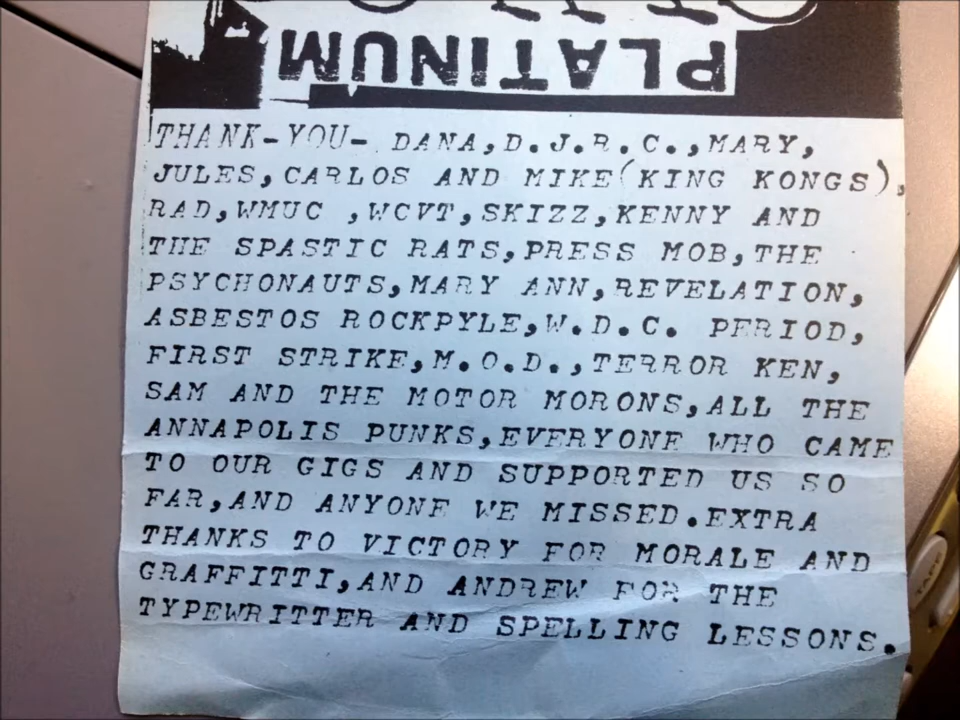 PLATINUM
THANK-YOU- DANA,D.J.R.C.,MARY,
JULES,CARLOS AND MIKE(KING KONGS),
RAD,WMUC ,WCVT,SKIZZ,KENNY AND
THE SPASTIC RATS,PRESS MOB,THE
PSYCHONAUTS,MARY ANN,REVELATION,
ASBESTOS ROCKPYLE,W.D.C. PERIOD,
FIRST STRIKE,M.O.D.,TERROR KEN,
SAM AND THE MOTOR MORONS,ALL THE
ANNAPOLIS PUNKS,EVERYONE WHO CAME
TO OUR GIGS AND SUPPORTED US SO
FAR,AND ANYONE WE MISSED.EXTRA
THANKS TO VICTORY FOR MORALE AND
GRAFFITTI,AND ANDREW FOR THE
TYPEWRITTER AND SPELLING LESSONS.